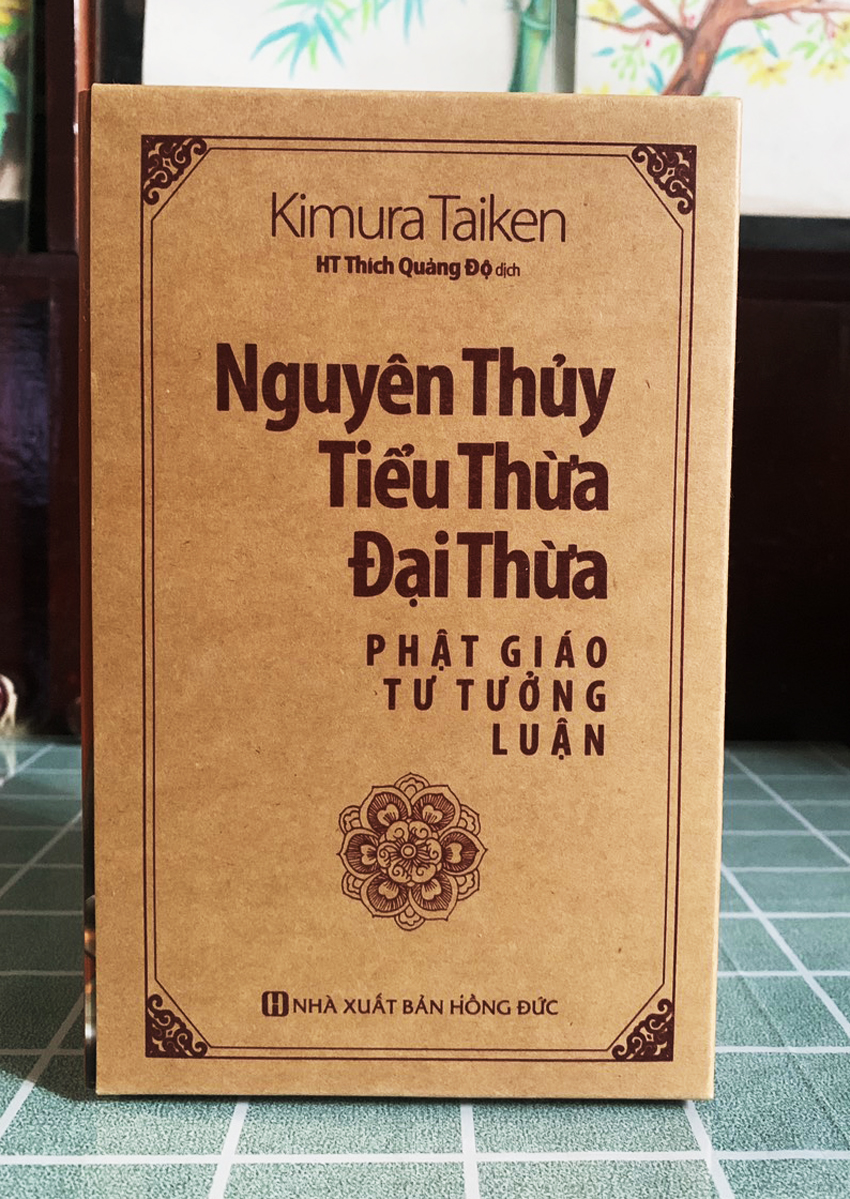 Kimura Taiken
HT Thích Quảng Độ dịch
Nguyên Thủy
Tiểu Thừa
Đại Thừa
PHẬT GIÁO
TƯ TƯỞNG
LUẬN
H NHÀ XUẤT BẢN HỒNG ĐỨC